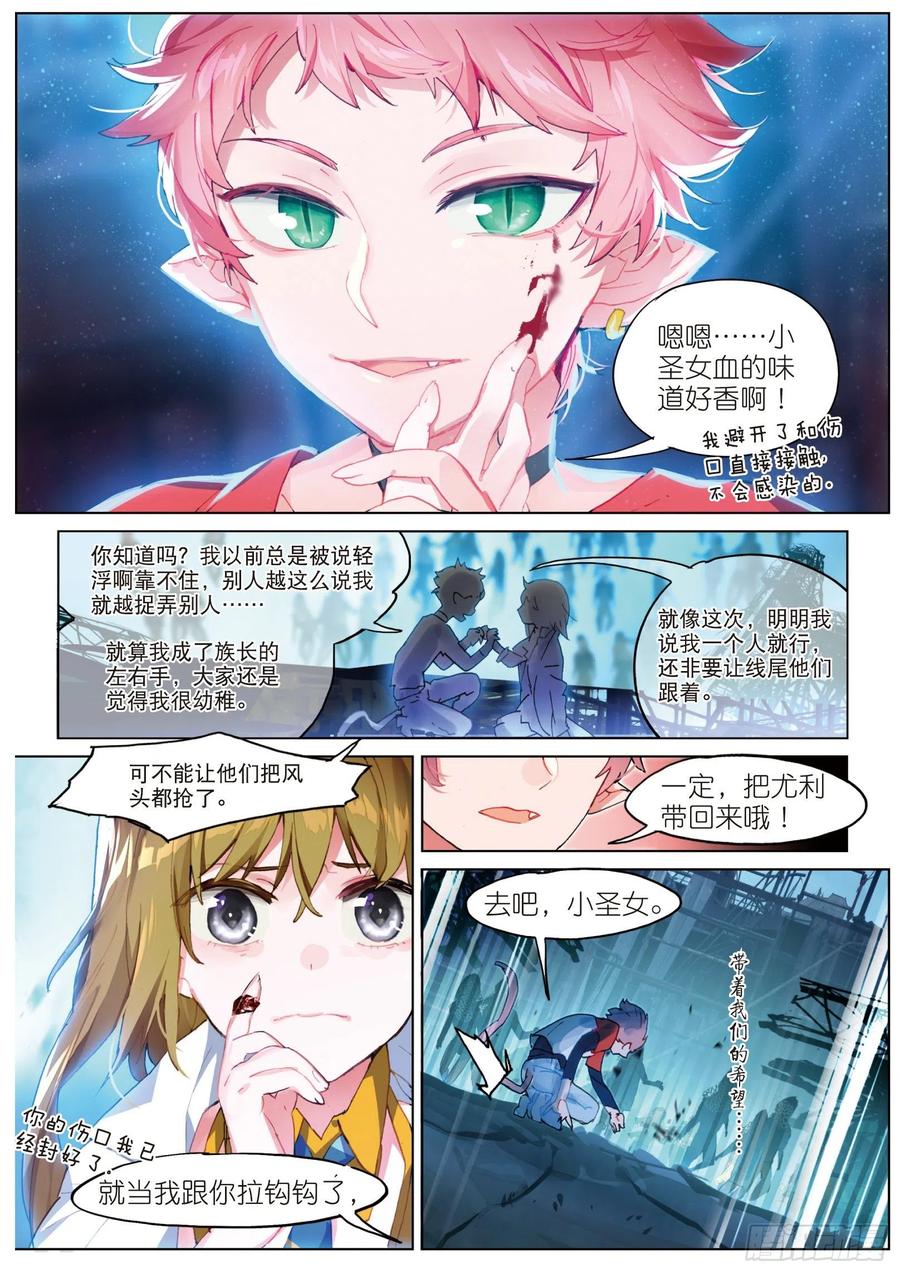 嗯嗯……小
圣女血的味
道好香啊！
我避开了和伤
口直接接触，
不会感染的。
你知道吗？我以前总是被说轻
浮啊靠不住，别人越这么说我
就越捉弄别人……
就算我成了族长的
左右手，大家还是
觉得我很幼稚。
就像这次，明明我
说我一个人就行，
还非要让线尾他们
跟着。
可不能让他们把风
头都抢了。
你的伤口我已
经封好了。
就当我跟你拉钩钩了，
一定，把尤利
带回来哦！
去吧，小圣女。
带着我们的希望……
腾讯动漫